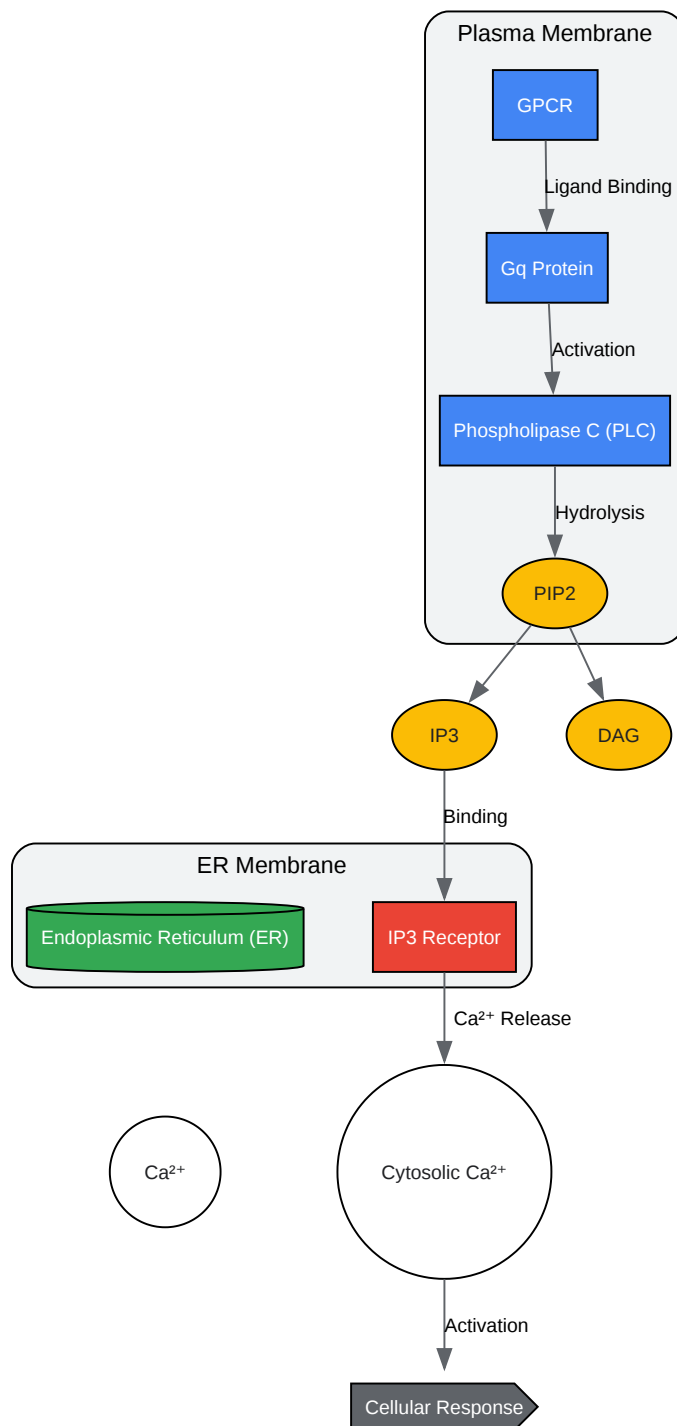 Plasma Membrane
GPCR
Ligand Binding
Gq Protein
Activation
Phospholipase C (PLC)
Hydrolysis
PIP2
IP3
DAG
Binding
ER Membrane
Endoplasmic Reticulum (ER)
IP3 Receptor
Ca²⁺ Release
Ca²⁺
Cytosolic Ca²⁺
Activation
Cellular Response